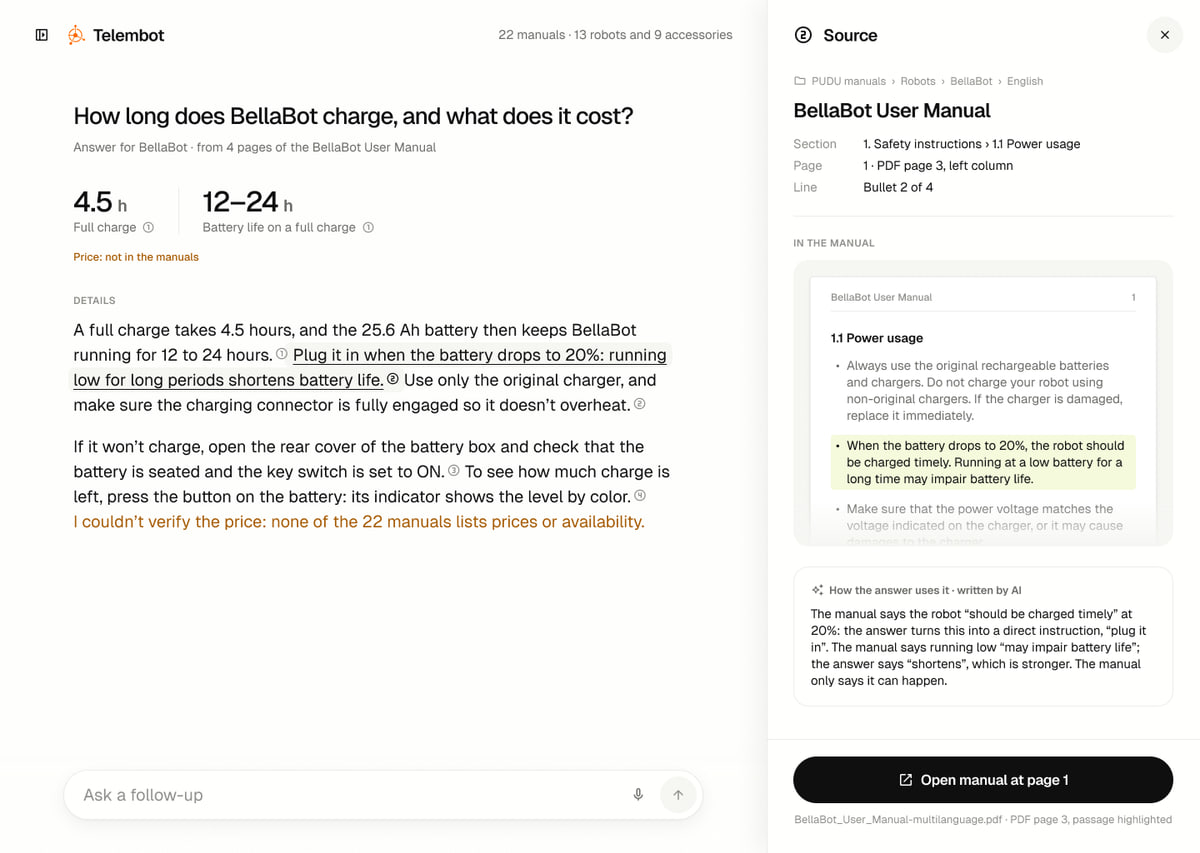 Telembot
22 manuals · 13 robots and 9 accessories
How long does BellaBot charge, and what does it cost?
Answer for BellaBot · from 4 pages of the BellaBot User Manual
4.5 h
Full charge ①
12–24 h
Battery life on a full charge ①
Price: not in the manuals
DETAILS
A full charge takes 4.5 hours, and the 25.6 Ah battery then keeps BellaBot
running for 12 to 24 hours. ① Plug it in when the battery drops to 20%: running
low for long periods shortens battery life. ② Use only the original charger, and
make sure the charging connector is fully engaged so it doesn’t overheat. ②
If it won’t charge, open the rear cover of the battery box and check that the
battery is seated and the key switch is set to ON. ③ To see how much charge is
left, press the button on the battery: its indicator shows the level by color. ④
I couldn’t verify the price: none of the 22 manuals lists prices or availability.
Ask a follow-up
② Source
PUDU manuals › Robots › BellaBot › English
BellaBot User Manual
Section 1. Safety instructions › 1.1 Power usage
Page 1 · PDF page 3, left column
Line Bullet 2 of 4
IN THE MANUAL
BellaBot User Manual 1
1.1 Power usage
• Always use the original rechargeable batteries
and chargers. Do not charge your robot using
non-original chargers. If the charger is damaged,
replace it immediately.
• When the battery drops to 20%, the robot should
be charged timely. Running at a low battery for a
long time may impair battery life.
• Make sure that the power voltage matches the
voltage indicated on the charger, or it may cause
damages to the charger.
How the answer uses it · written by AI
The manual says the robot “should be charged timely” at
20%: the answer turns this into a direct instruction, “plug it
in”. The manual says running low “may impair battery life”;
the answer says “shortens”, which is stronger. The manual
only says it can happen.
Open manual at page 1
BellaBot_User_Manual-multilanguage.pdf · PDF page 3, passage highlighted